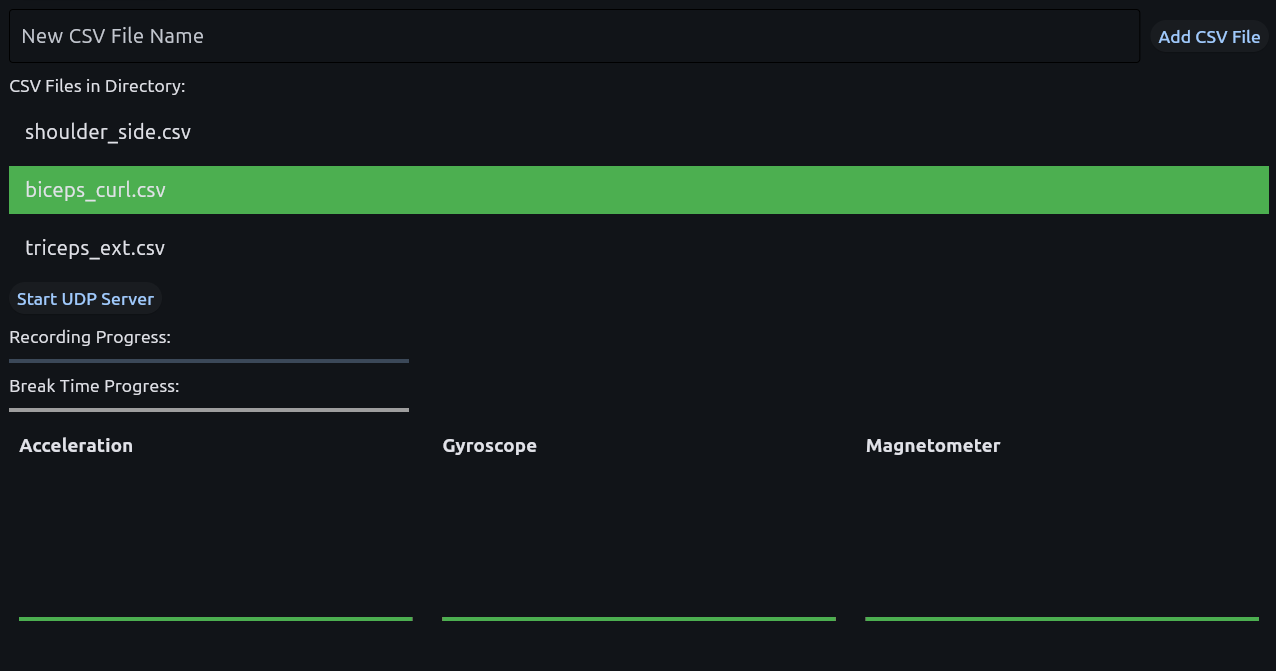 New CSV File Name
Add CSV File
CSV Files in Directory:
shoulder_side.csv
biceps_curl.csv
triceps_ext.csv
Start UDP Server
Recording Progress:
Break Time Progress:
Acceleration
Gyroscope
Magnetometer